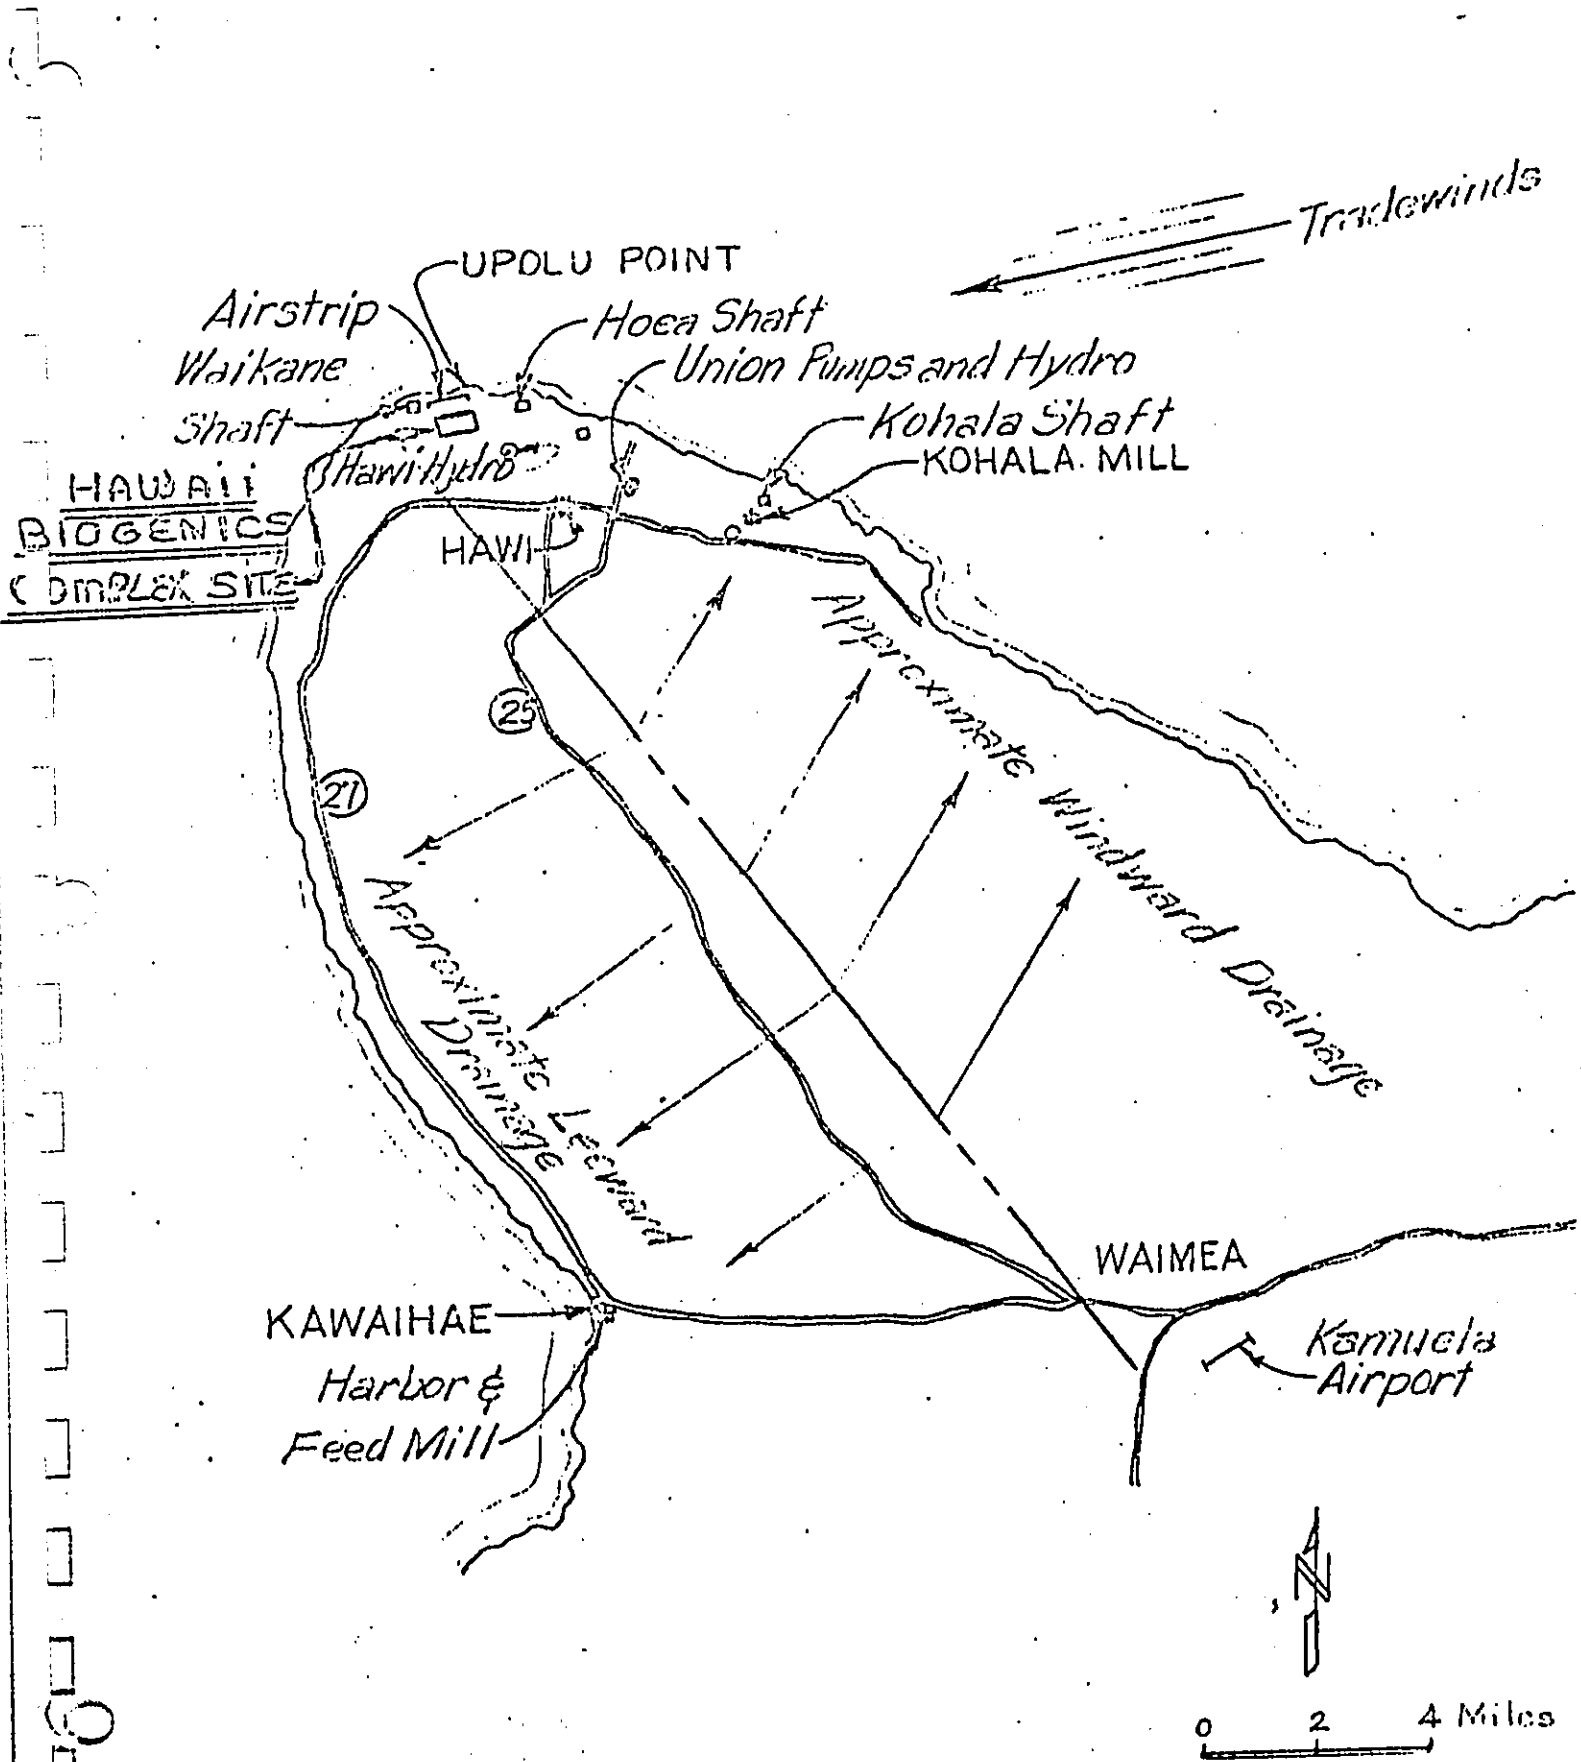 Tradewinds
UPOLU POINT
Airstrip
Hoea Shaft
Waikane
Shaft
Union Pumps and Hydro
Kohala Shaft
KOHALA MILL
Hawi Hydro
HAWAII
BIOGENICS
COMPLEX SITE
HAWI
25
27
Approximate Windward Drainage
Approximate Leeward
Drainage
WAIMEA
KAWAIHAE
Harbor &
Feed Mill
Kamuela
Airport
N
0 2 4 Miles